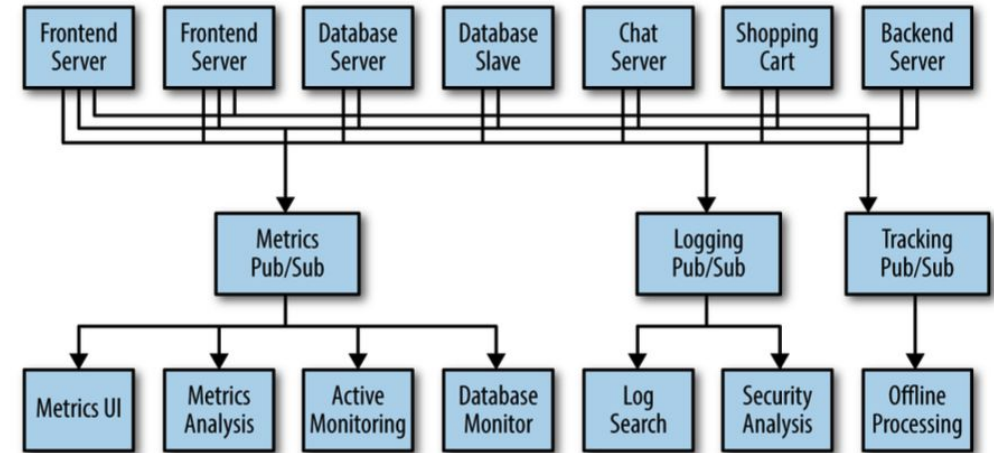 Frontend
Server
Frontend
Server
Database
Server
Database
Slave
Chat
Server
Shopping
Cart
Backend
Server
Metrics
Pub/Sub
Logging
Pub/Sub
Tracking
Pub/Sub
Metrics UI
Metrics
Analysis
Active
Monitoring
Database
Monitor
Log
Search
Security
Analysis
Offline
Processing